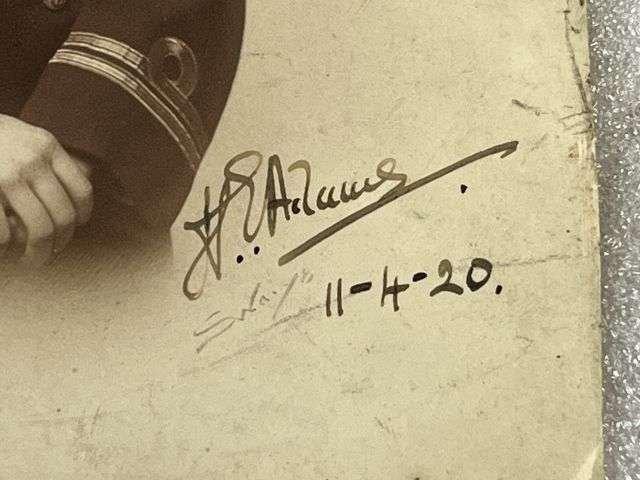 H. E. Adams.
11-4-20.